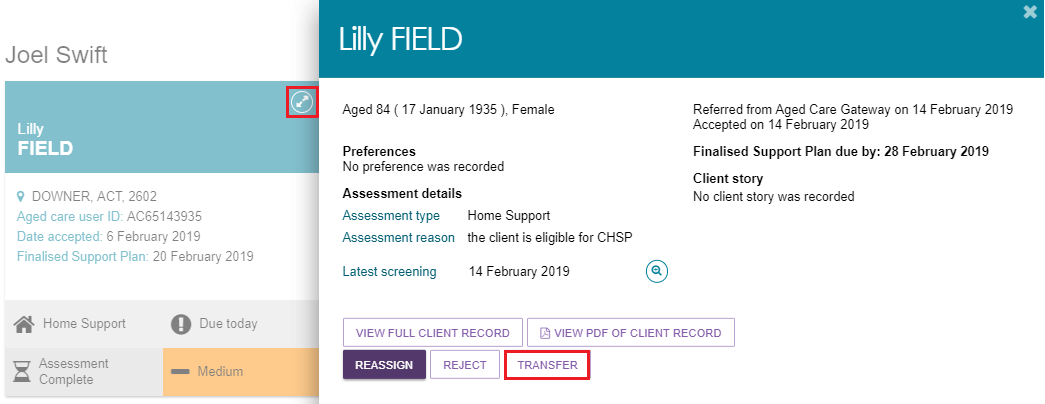 Joel Swift
Lilly
FIELD
DOWNER, ACT, 2602
Aged care user ID: AC65143935
Date accepted: 6 February 2019
Finalised Support Plan: 20 February 2019
Home Support
Due today
Assessment
Complete
Medium
Lilly FIELD
Aged 84 ( 17 January 1935 ), Female
Preferences
No preference was recorded
Assessment details
Assessment type Home Support
Assessment reason the client is eligible for CHSP
Latest screening 14 February 2019
Referred from Aged Care Gateway on 14 February 2019
Accepted on 14 February 2019
Finalised Support Plan due by: 28 February 2019
Client story
No client story was recorded
VIEW FULL CLIENT RECORD VIEW PDF OF CLIENT RECORD
REASSIGN REJECT TRANSFER